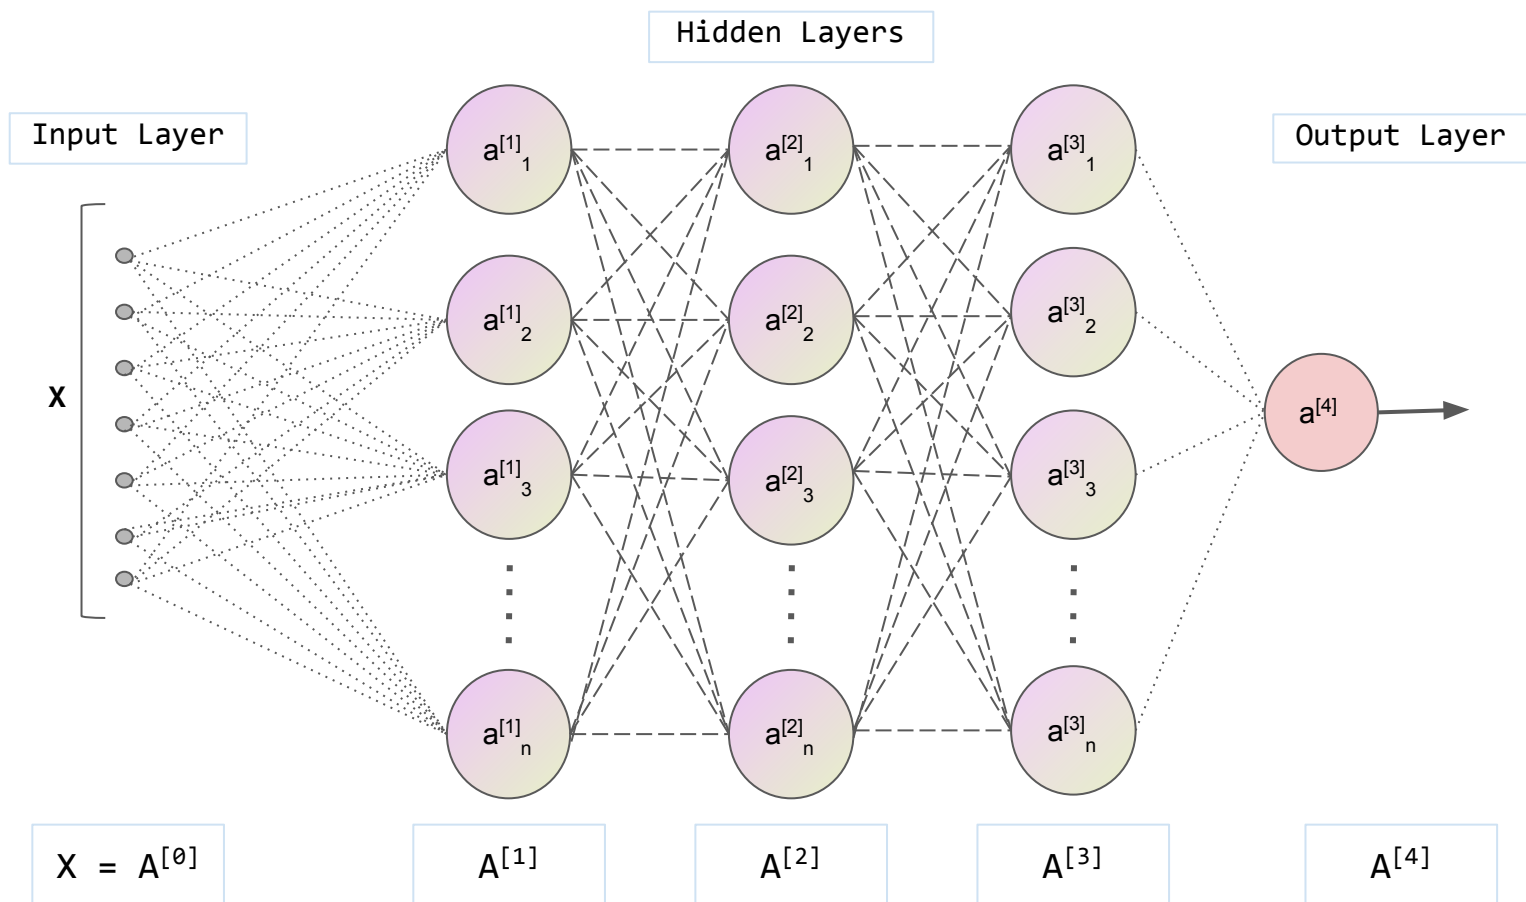 Hidden Layers
Input Layer
Output Layer
a[1]1
a[2]1
a[3]1
a[1]2
a[2]2
a[3]2
X
a[4]
a[1]3
a[2]3
a[3]3
a[1]n
a[2]n
a[3]n
X = A[0]
A[1]
A[2]
A[3]
A[4]